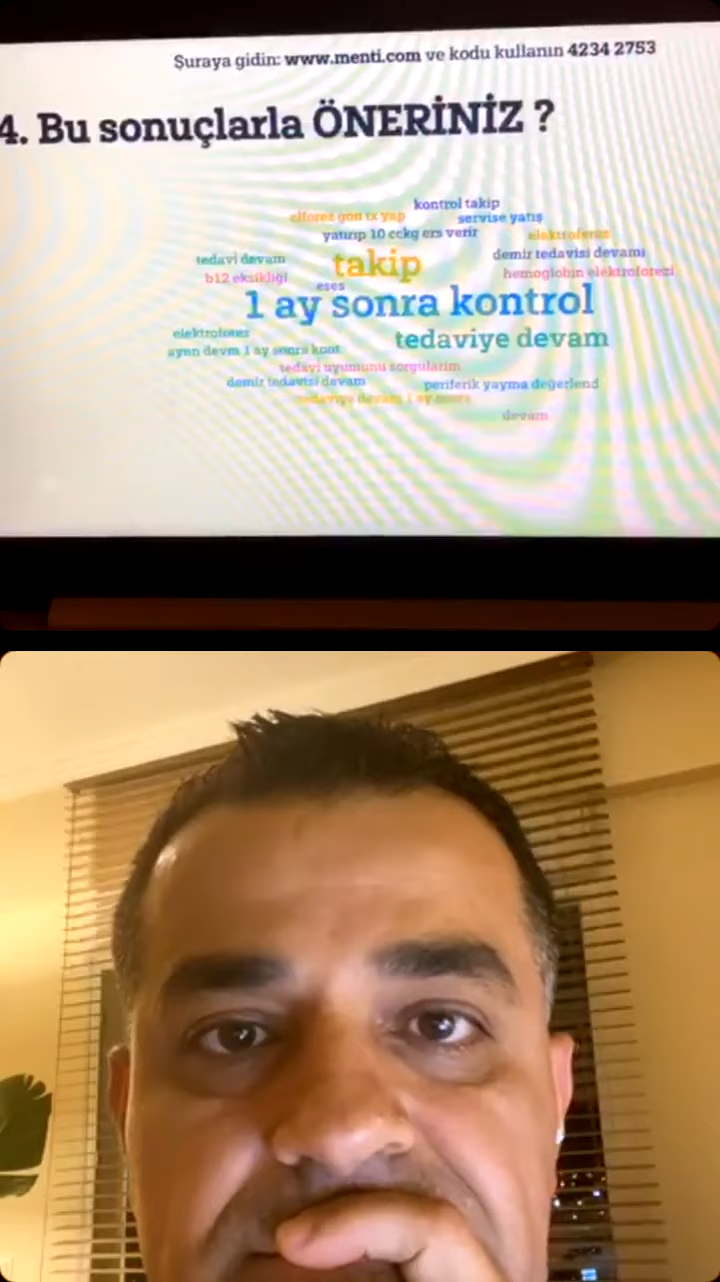 Şuraya gidin: www.menti.com ve kodu kullanın 4234 2753
4. Bu sonuçlarla ÖNERİNİZ ?
kontrol takip
elforez gön tx yap
servise yatış
yatırıp 10 cckg ers verir
elektroferez
tedavi devam
takip
demir tedavisi devamı
b12 eksikliği
hemoglobin elektroforezi
eses
1 ay sonra kontrol
elektroforez
tedaviye devam
aynı devm 1 ay sonra kont
tedavi uyumunu sorgularım
demir tedavisi devam
periferik yayma değerlend
tedaviye devam 1 ay sonra
devam